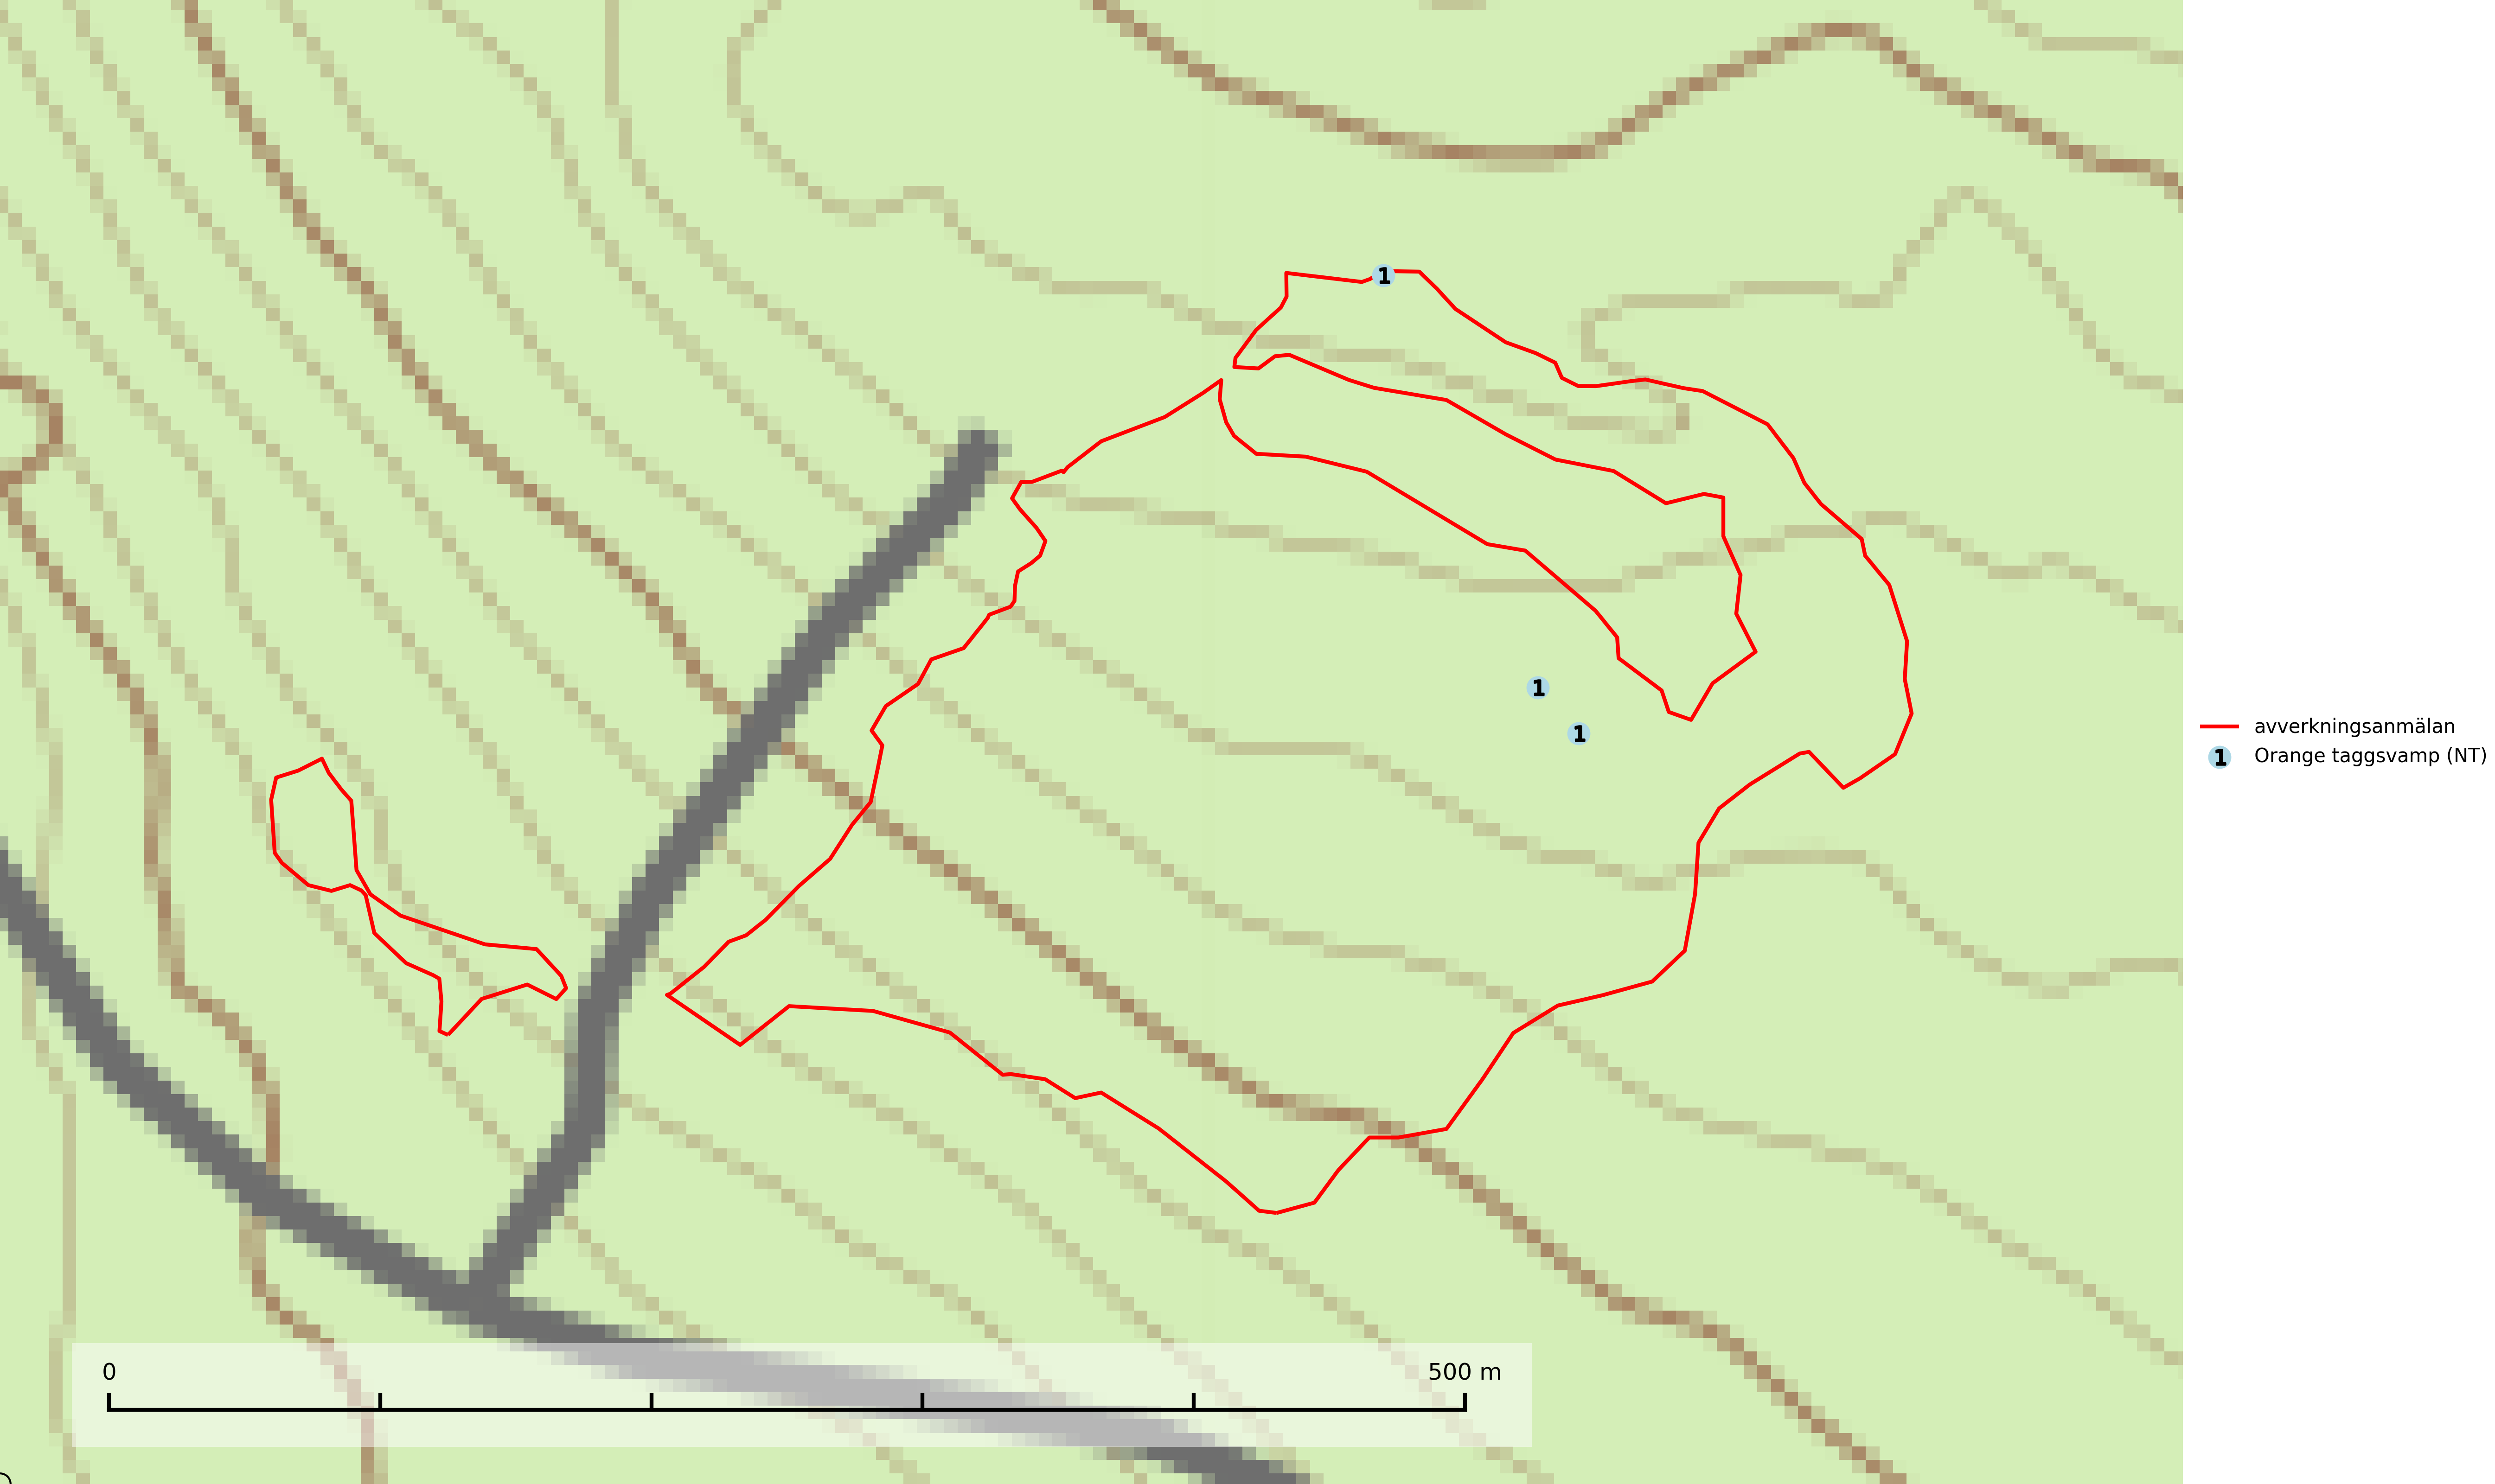 1
1
1
avverkningsanmälan
1 Orange taggsvamp (NT)
0 500 m